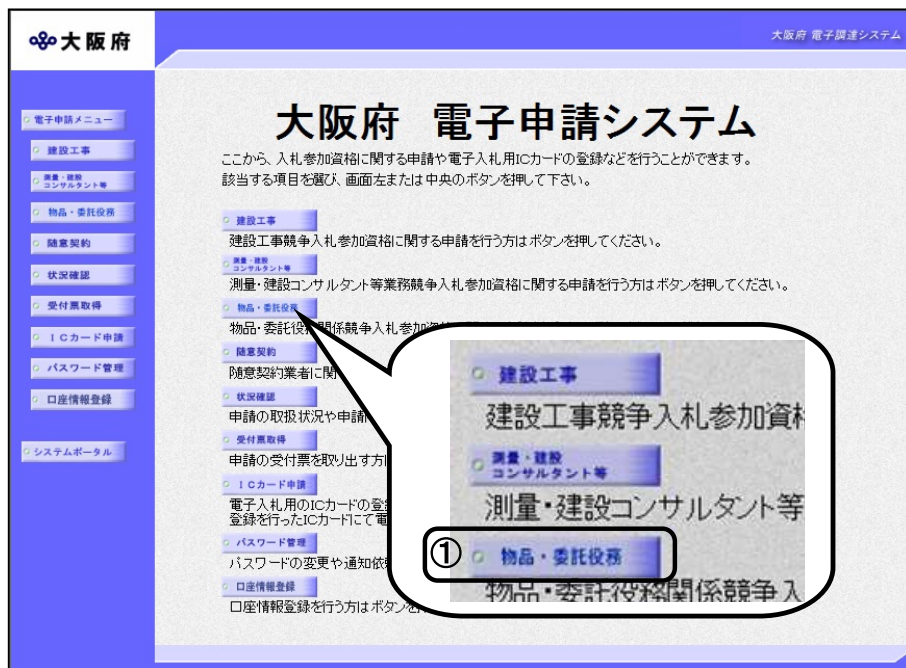 大阪府
大阪府 電子調達システム
電子申請メニュー
建設工事
測量・建設
コンサルタント等
物品・委託役務
随意契約
状況確認
受付票取得
ICカード申請
パスワード管理
口座情報登録
システムポータル
大阪府 電子申請システム
ここから、入札参加資格に関する申請や電子入札用ICカードの登録などを行うことができます。
該当する項目を選び、画面左または中央のボタンを押して下さい。
建設工事
建設工事競争入札参加資格に関する申請を行う方はボタンを押してください。
測量・建設
コンサルタント等
測量・建設コンサルタント等業務競争入札参加資格に関する申請を行う方はボタンを押してください。
物品・委託役務
物品・委託役務関係競争入札参加資
随意契約
随意契約業者に関
状況確認
申請の取扱状況や申請
受付票取得
申請の受付票を取り出す方
ICカード申請
電子入札用のICカードの登
登録を行ったICカードにて電
パスワード管理
パスワードの変更や通知依
口座情報登録
口座情報登録を行う方はボタンを
建設工事
建設工事競争入札参加資格
測量・建設
コンサルタント等
測量・建設コンサルタント等
① 物品・委託役務
物品・委託役務関係競争入